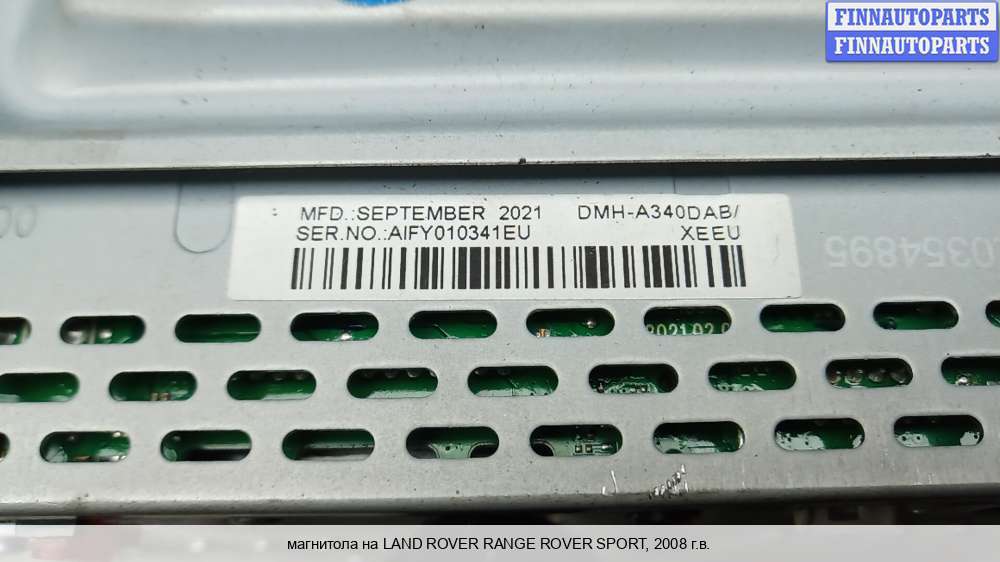 FINNAUTOPARTS
FINNAUTOPARTS
MFD.:SEPTEMBER 2021 DMH-A340DAB/
SER.NO.:AIFY010341EU XEEU
0354895
магнитола на LAND ROVER RANGE ROVER SPORT, 2008 г.в.